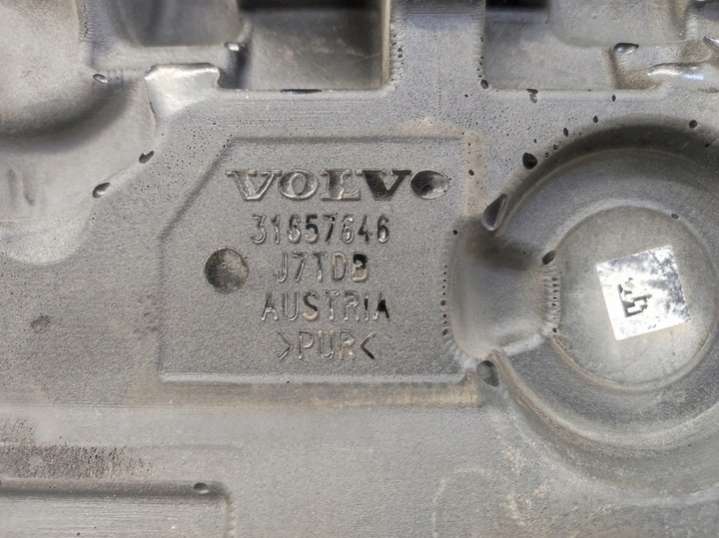 VOLVO
31657646
J7TDB
AUSTRIA
>PUR<